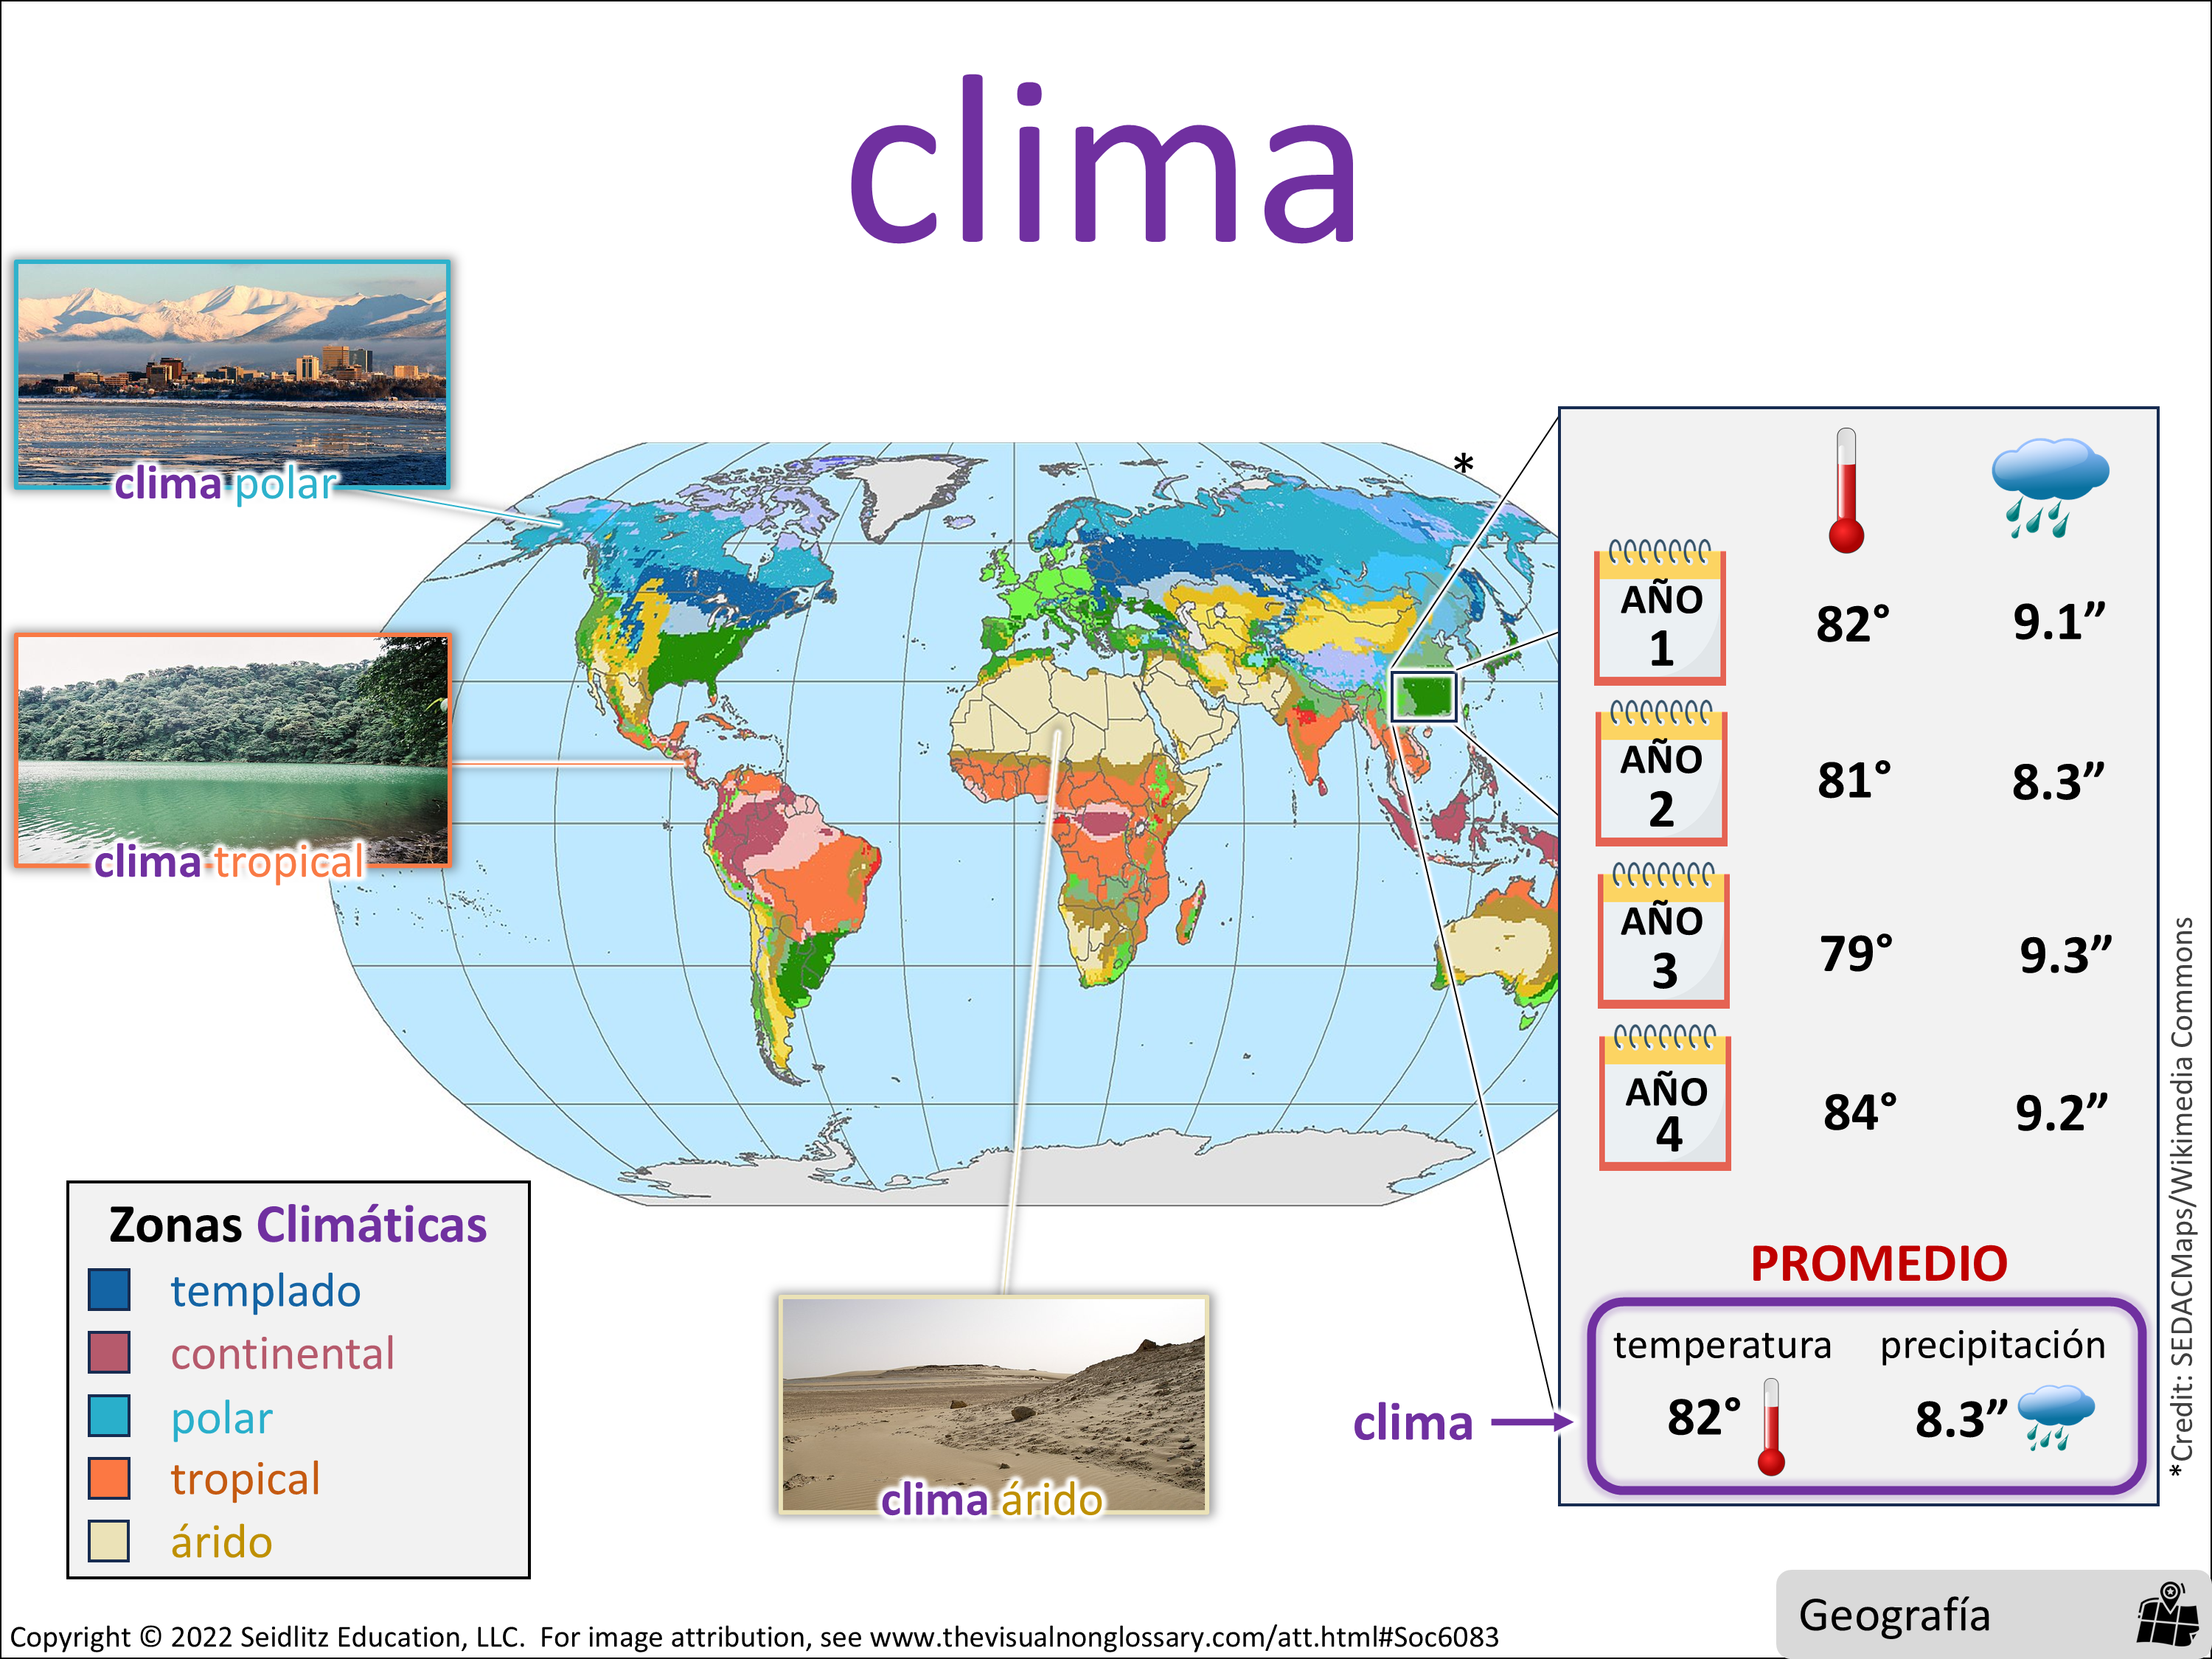 clima
clima polar
clima tropical
*
AÑO
1
82°
9.1”
AÑO
2
81°
8.3”
AÑO
3
79°
9.3”
AÑO
4
84°
9.2”
PROMEDIO
temperatura precipitación
82° 8.3”
clima
clima árido
Zonas Climáticas
templado
continental
polar
tropical
árido
*Credit: SEDACMaps/Wikimedia Commons
Geografía
Copyright © 2022 Seidlitz Education, LLC. For image attribution, see www.thevisualnonglossary.com/att.html#Soc6083